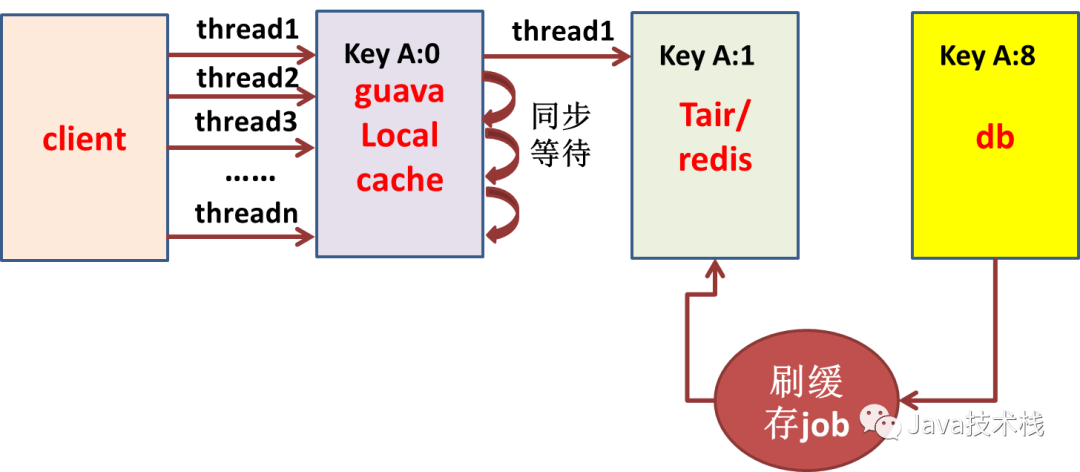 client
thread1
thread2
thread3
……
threadn
Key A:0
guava
Local
cache
thread1
同步
等待
Key A:1
Tair/
redis
Key A:8
db
刷缓
存job
Java技术栈